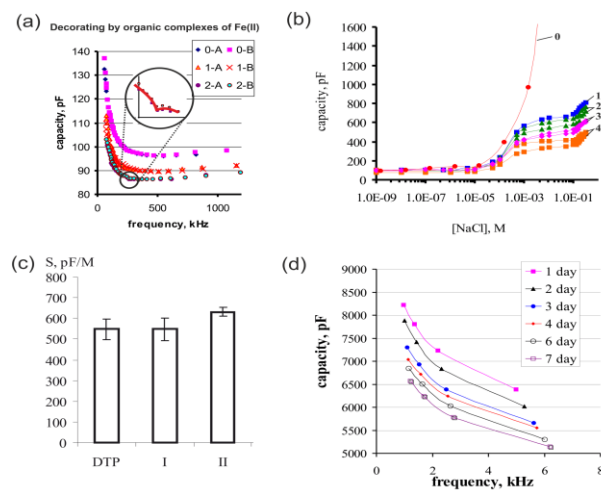 (a)
Decorating by organic complexes of Fe(II)
0-A
0-B
1-A
1-B
2-A
2-B
capacity, pF
140
130
120
110
100
90
80
0
500
1000
frequency, kHz
(b)
capacity, pF
1600
1400
1200
1000
800
600
400
200
0
0
1
2
3
4
1.0E-09
1.0E-07
1.0E-05
1.0E-03
1.0E-01
[NaCl], M
(c)
S, pF/M
800
700
600
500
400
300
200
100
0
DTP
I
II
(d)
capacity, pF
9000
8500
8000
7500
7000
6500
6000
5500
5000
1 day
2 day
3 day
4 day
6 day
7 day
0
2
4
6
8
frequency, kHz